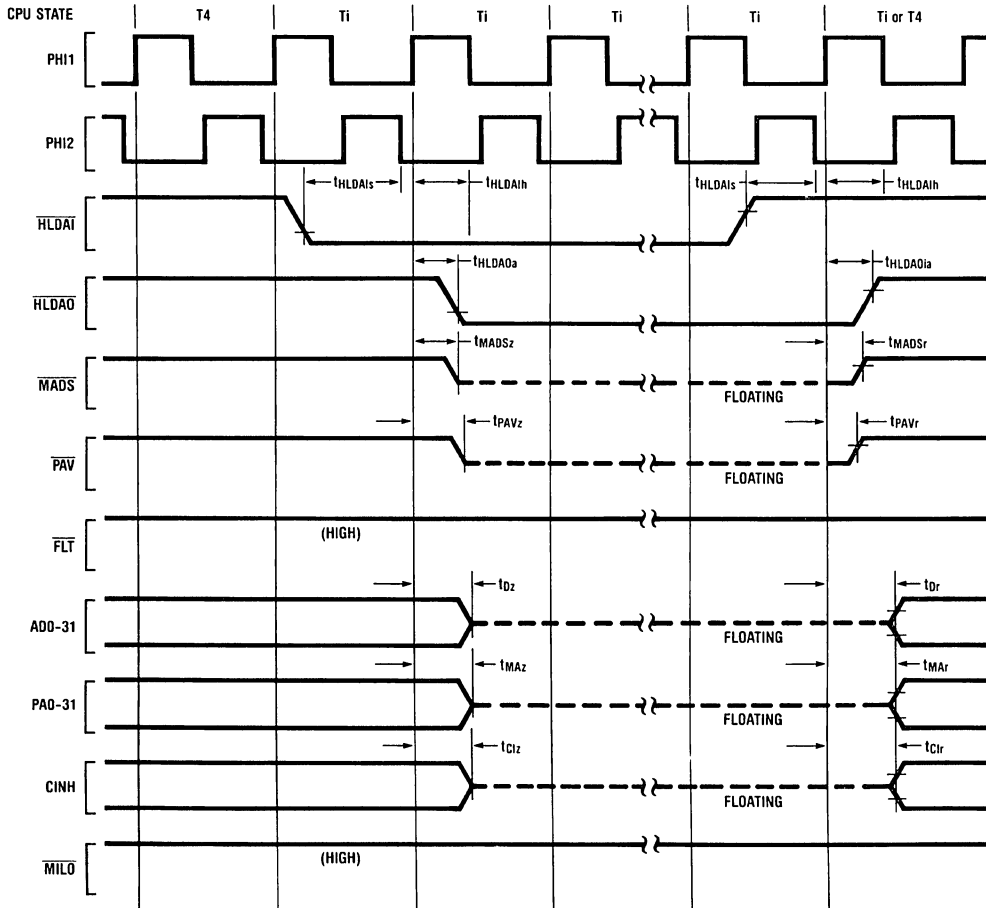 CPU STATE T4 Ti Ti Ti Ti Ti or T4
PHI1
PHI2
tHLDAIs tHLDAIh tHLDAIs tHLDAIh
HLDAI
tHLDAOa tHLDAOia
HLDAO
tMADSz tMADSr
MADS
FLOATING
tPAVz tPAVr
PAV
FLOATING
(HIGH)
FLT
tDz tDr
AD0-31
FLOATING
tMAz tMAr
PA0-31
FLOATING
tCIz tCIr
CINH
FLOATING
(HIGH)
MILO